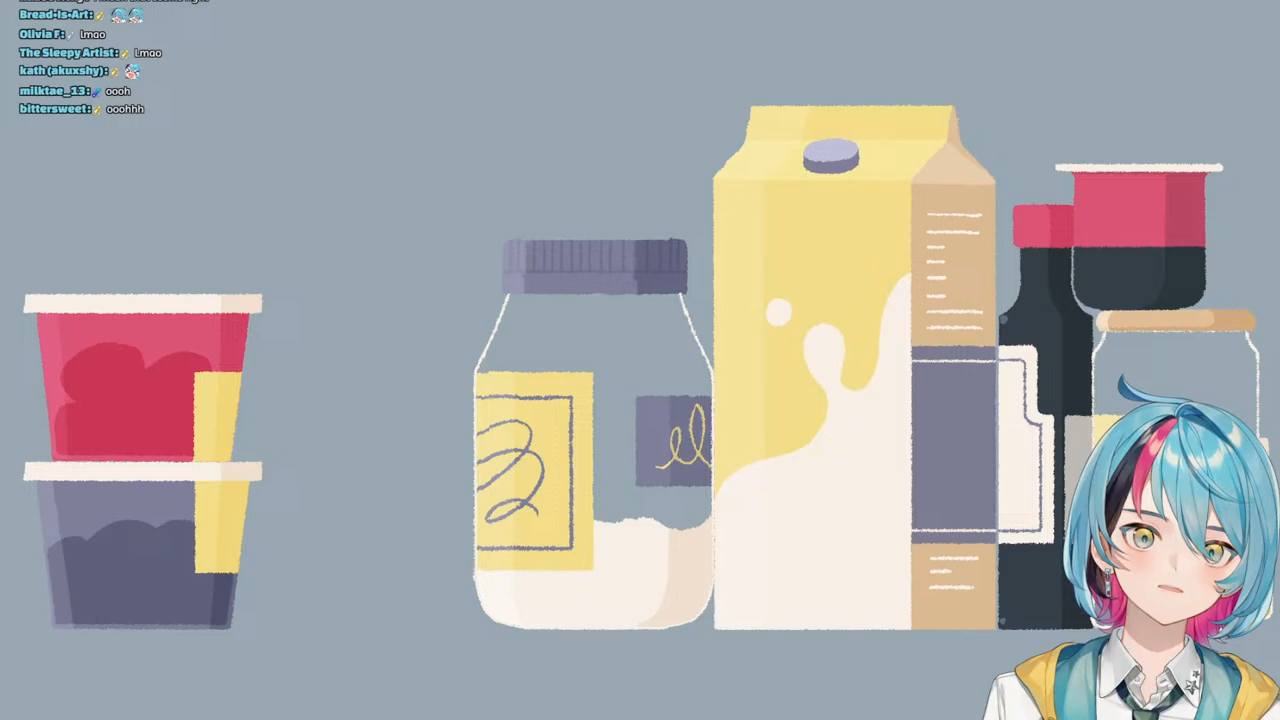 Bread-Is-Art:
Olivia F: lmao
The Sleepy Artist: Lmao
kath (akuxshy):
milktae_13: oooh
bittersweet: ooohhh